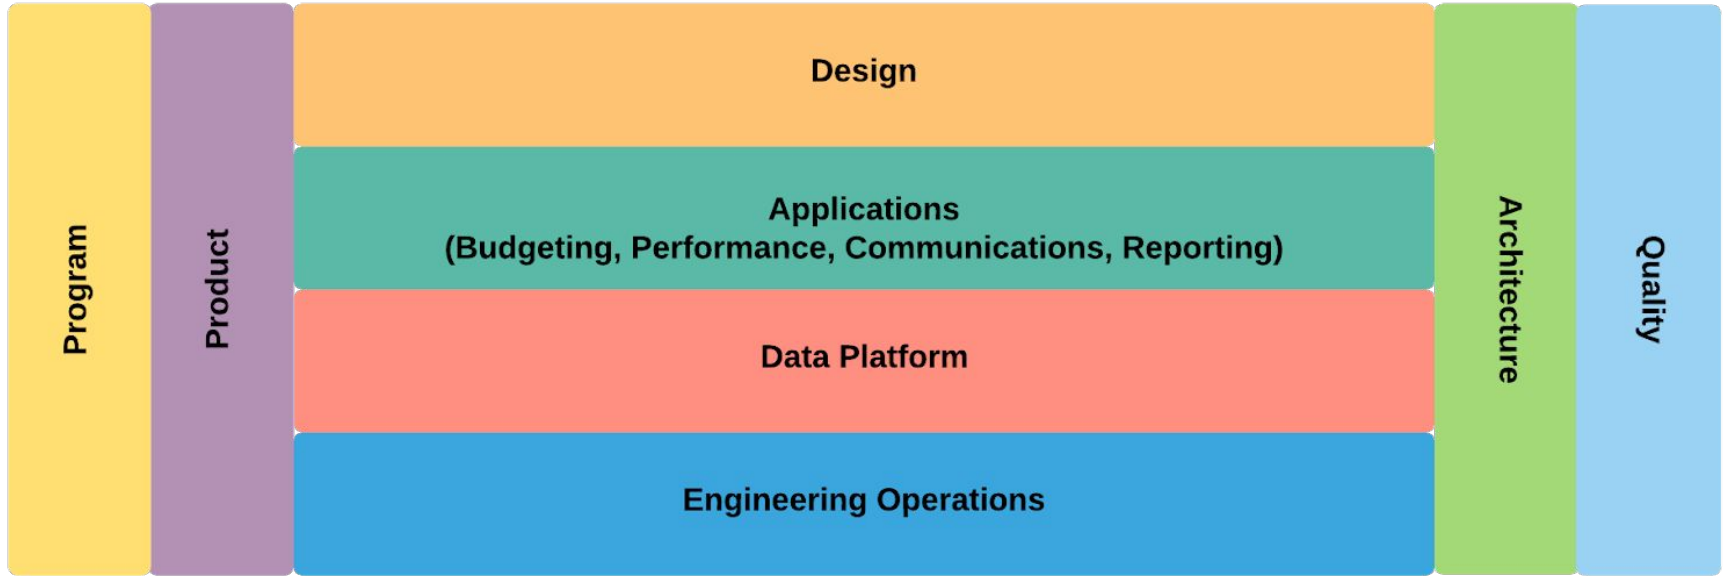 Program
Product
Design
Applications
(Budgeting, Performance, Communications, Reporting)
Data Platform
Engineering Operations
Architecture
Quality